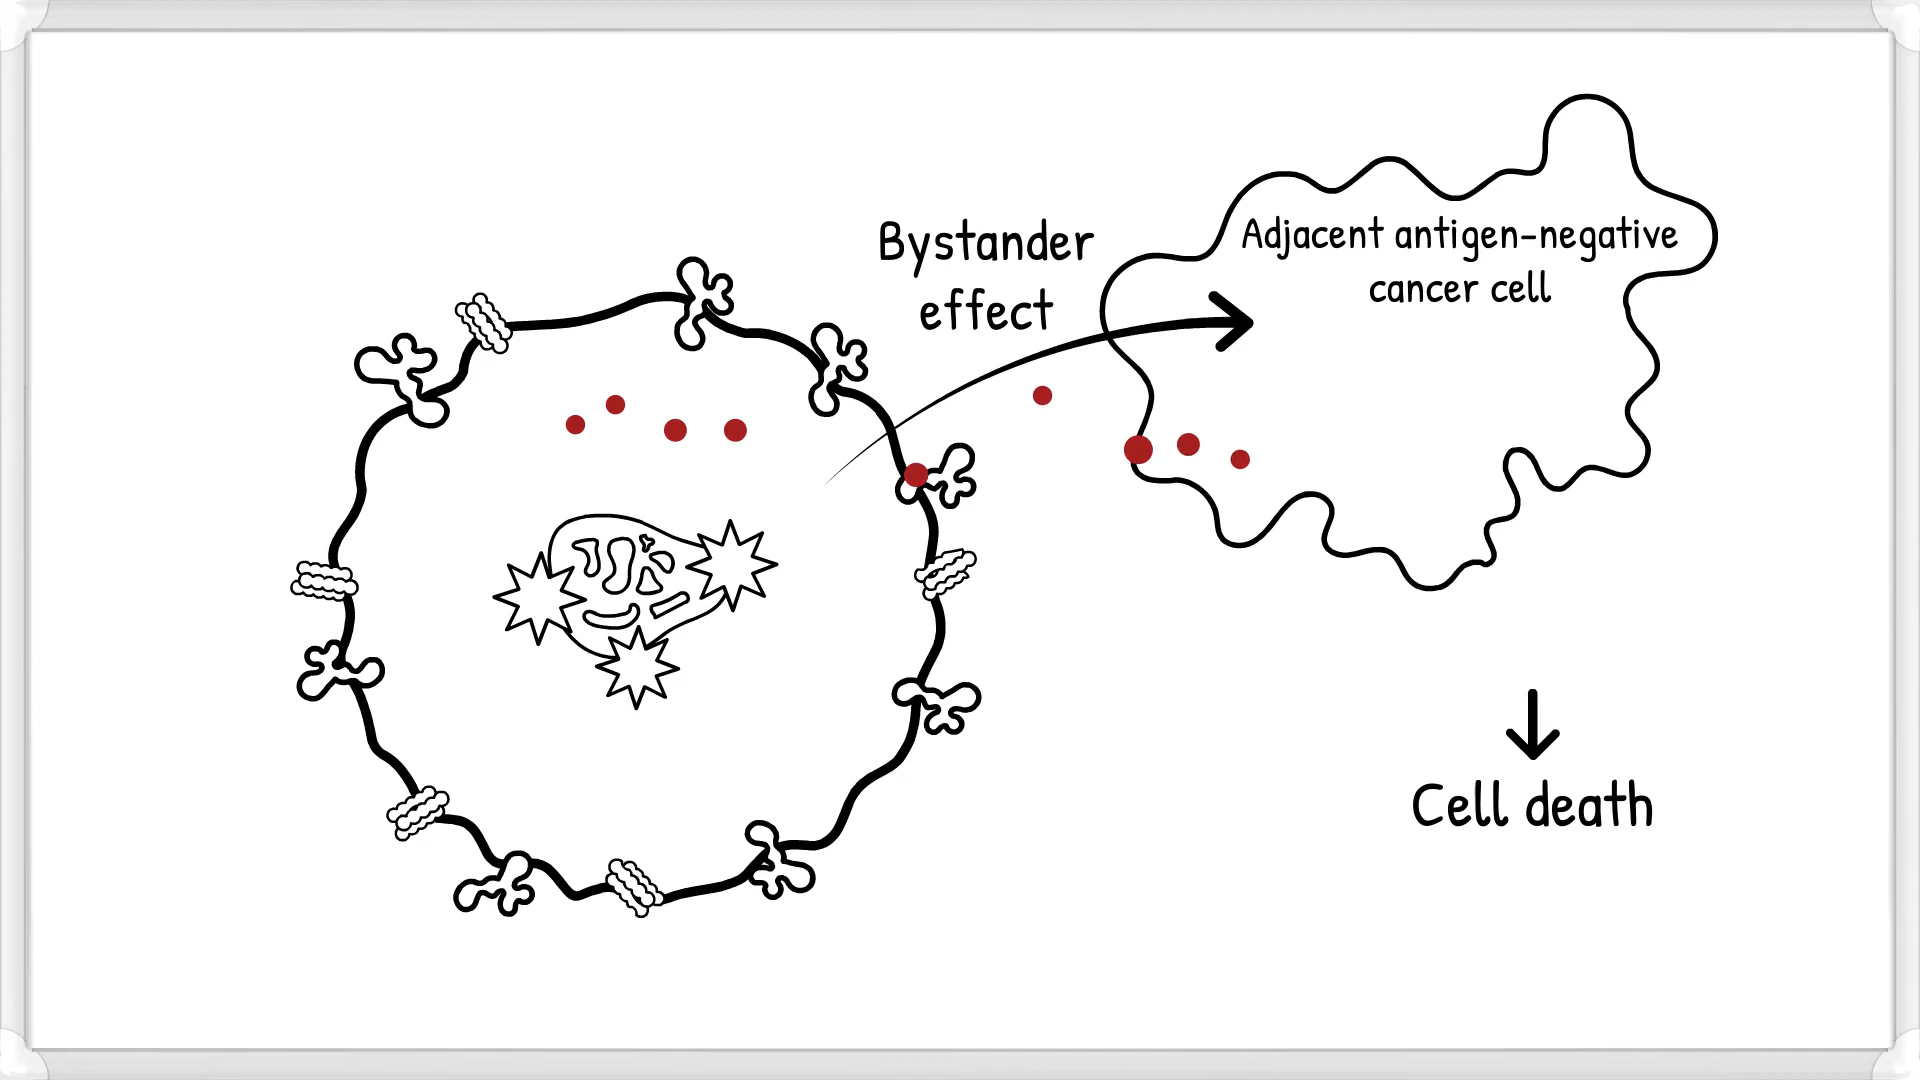 Bystander
effect
Adjacent antigen-negative
cancer cell
Cell death